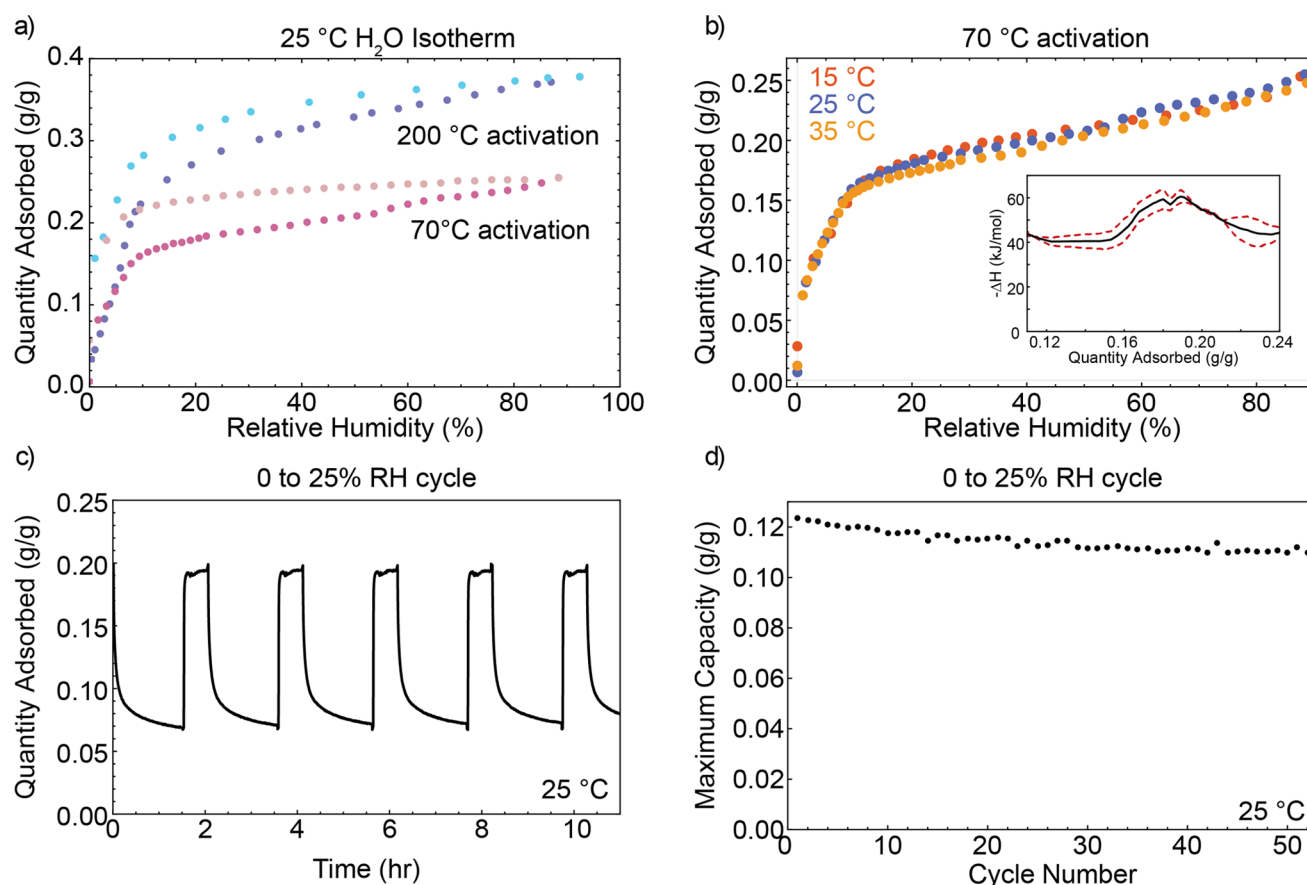 a)
25 °C H₂O Isotherm
Quantity Adsorbed (g/g)
0.4
0.3
0.2
0.1
0.0
200 °C activation
70°C activation
0 20 40 60 80 100
Relative Humidity (%)
b)
70 °C activation
Quantity Adsorbed (g/g)
0.25
0.20
0.15
0.10
0.05
0.00
15 °C
25 °C
35 °C
-ΔH (kJ/mol)
60
40
20
0
0.12 0.16 0.20 0.24
Quantity Adsorbed (g/g)
0 20 40 60 80
Relative Humidity (%)
c)
0 to 25% RH cycle
Quantity Adsorbed (g/g)
0.25
0.20
0.15
0.10
0.05
0.00
25 °C
0 2 4 6 8 10
Time (hr)
d)
0 to 25% RH cycle
Maximum Capacity (g/g)
0.12
0.10
0.08
0.06
0.04
0.02
0.00
25 °C
0 10 20 30 40 50
Cycle Number